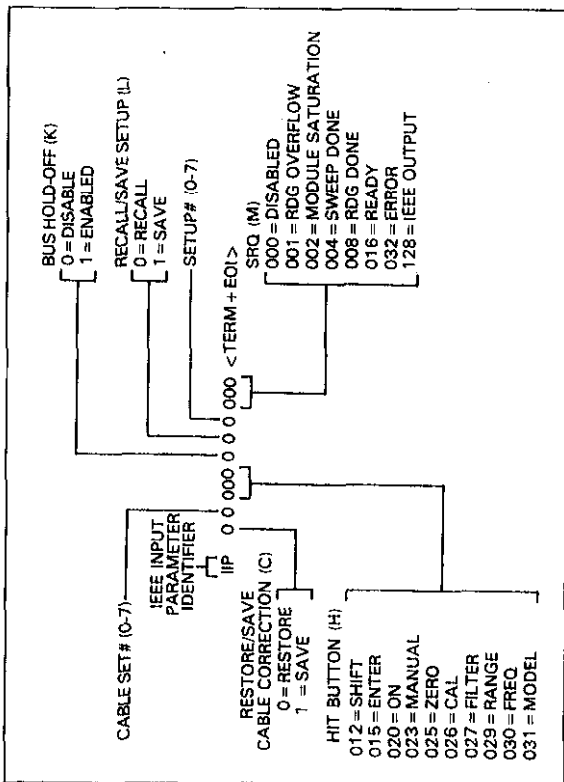 CABLE SET# (0-7)
IEEE INPUT
PARAMETER
IDENTIFIER
IIP 0 0 000 0 0 0 000 <TERM + EOI>
RESTORE/SAVE
CABLE CORRECTION (C)
0 = RESTORE
1 = SAVE
HIT BUTTON (H)
012 = SHIFT
015 = ENTER
020 = ON
023 = MANUAL
025 = ZERO
026 = CAL
027 = FILTER
029 = RANGE
030 = FREQ
031 = MODEL
BUS HOLD-OFF (K)
0 = DISABLE
1 = ENABLED
RECALL/SAVE SETUP (L)
0 = RECALL
1 = SAVE
SETUP# (0-7)
SRQ (M)
000 = DISABLED
001 = RDG OVERFLOW
002 = MODULE SATURATION
004 = SWEEP DONE
008 = RDG DONE
016 = READY
032 = ERROR
128 = IEEE OUTPUT